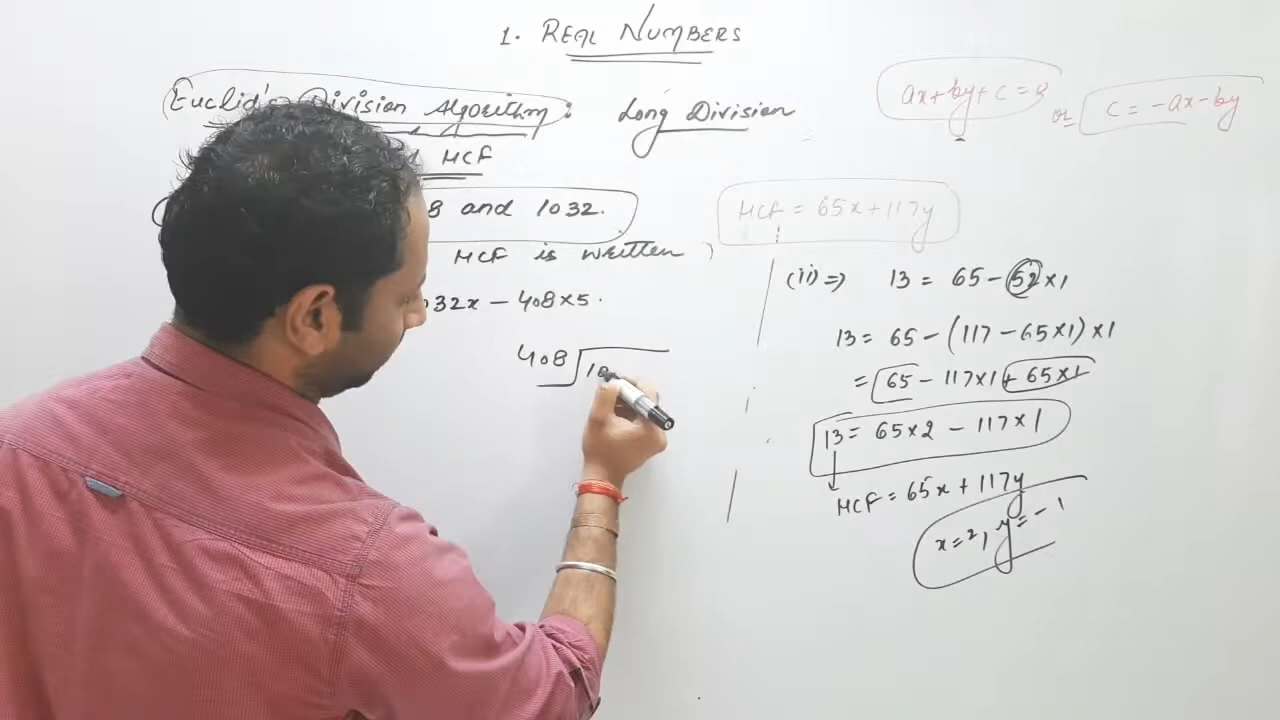 1. REAL NUMBERS
Euclid's Division Algorithm: Long Division
ax+by+c=0 or c = -ax-by
HCF
8 and 1032.
HCF = 65x+117y
HCF is written
032x - 408×5.
408 10
(ii) ⇒ 13 = 65 - 52×1
13 = 65 - (117 - 65×1)×1
= 65 - 117×1 + 65×1
13 = 65×2 - 117×1
HCF = 65x + 117y
x=2, y=-1